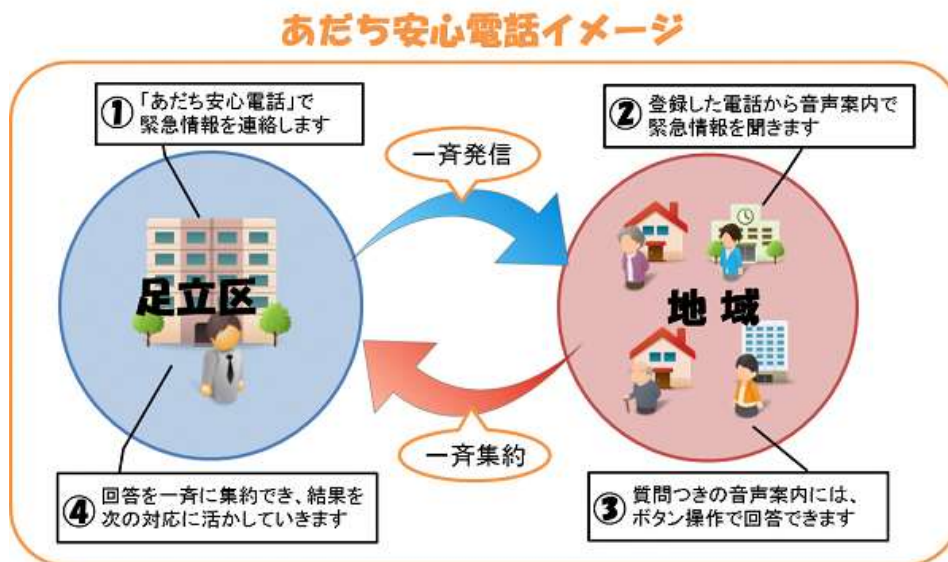 あだち安心電話イメージ
① 「あだち安心電話」で
緊急情報を連絡します
② 登録した電話から音声案内で
緊急情報を聞きます
一斉発信
足立区
地域
一斉集約
④ 回答を一斉に集約でき、結果を
次の対応に活かしていきます
③ 質問つきの音声案内には、
ボタン操作で回答できます